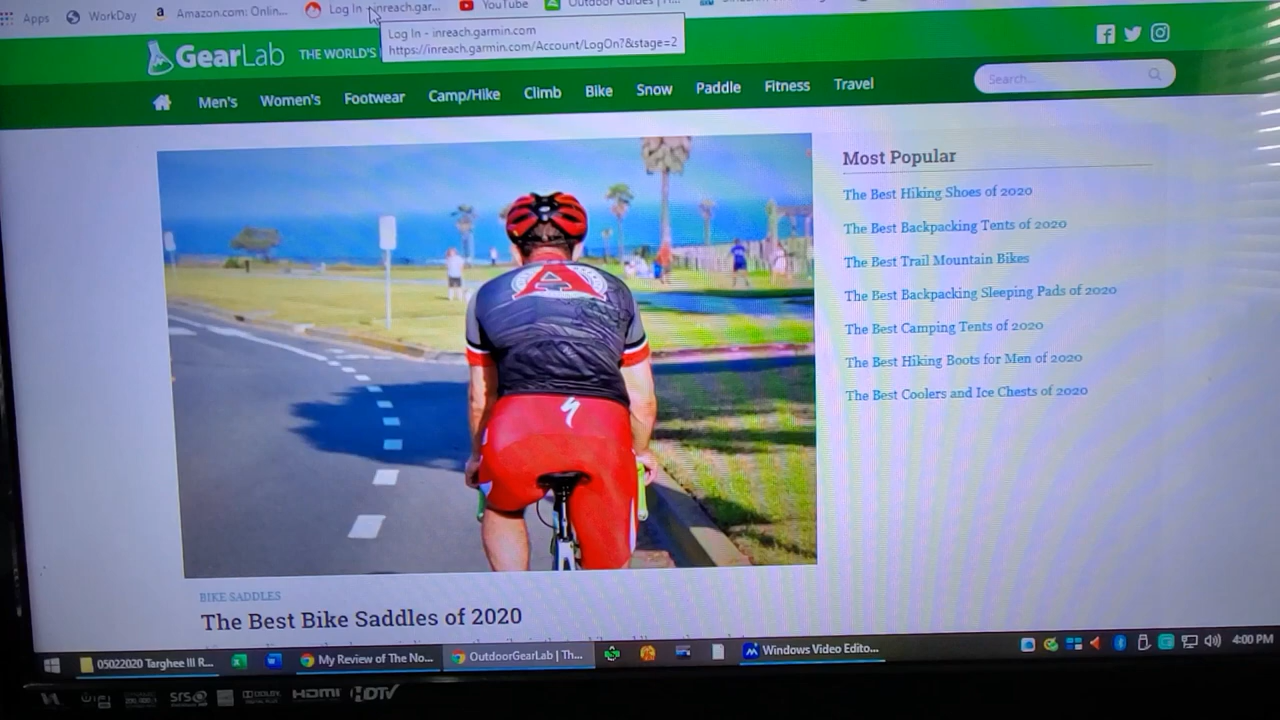 Apps
WorkDay
Amazon.com: Onlin...
Log In - inreach.gar...
YouTube
Log In - inreach.garmin.com
https://inreach.garmin.com/Account/LogOn?&stage=2
GearLab
THE WORLD'S
Search...
Men's
Women's
Footwear
Camp/Hike
Climb
Bike
Snow
Paddle
Fitness
Travel
A
Most Popular
The Best Hiking Shoes of 2020
The Best Backpacking Tents of 2020
The Best Trail Mountain Bikes
The Best Backpacking Sleeping Pads of 2020
The Best Camping Tents of 2020
The Best Hiking Boots for Men of 2020
The Best Coolers and Ice Chests of 2020
BIKE SADDLES
The Best Bike Saddles of 2020
05022020 Targhee III R...
My Review of The No...
OutdoorGearLab | Th...
Windows Video Edito...
4:00 PM
SRS
DOLBY
HDMI
HDTV